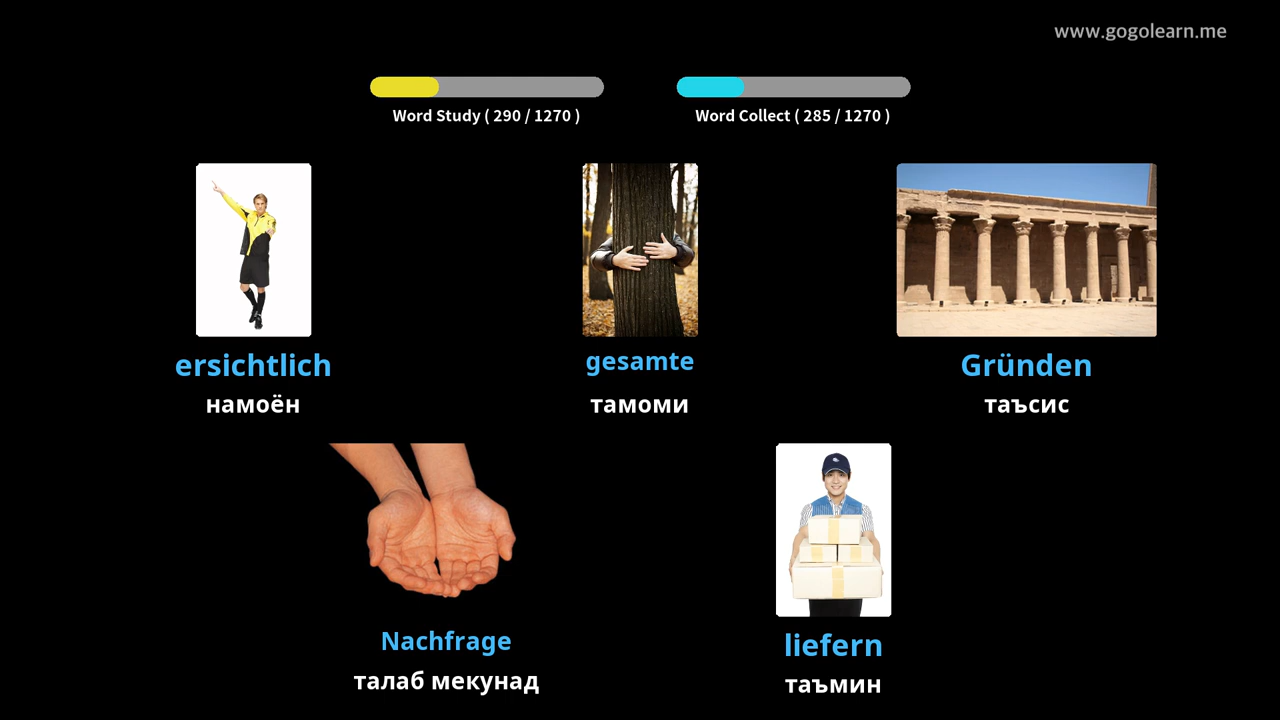 www.gogolearn.me
Word Study ( 290 / 1270 )
Word Collect ( 285 / 1270 )
ersichtlich
намоён
gesamte
тамоми
Gründen
таъсис
Nachfrage
талаб мекунад
liefern
таъмин